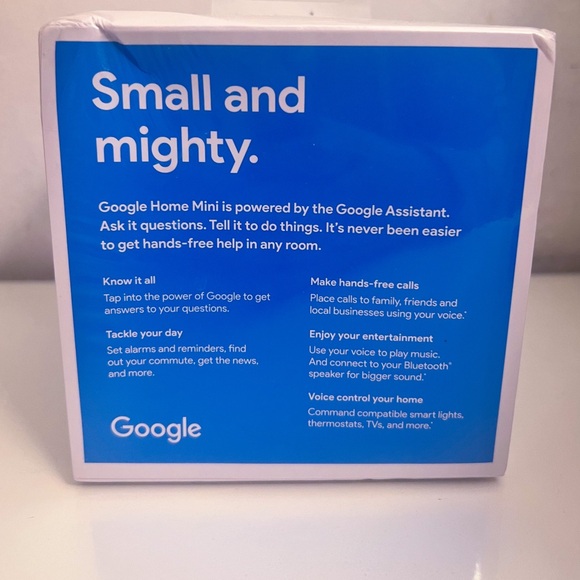 Small and
mighty.
Google Home Mini is powered by the Google Assistant.
Ask it questions. Tell it to do things. It's never been easier
to get hands-free help in any room.
Know it all
Tap into the power of Google to get
answers to your questions.
Tackle your day
Set alarms and reminders, find
out your commute, get the news,
and more.
Make hands-free calls
Place calls to family, friends and
local businesses using your voice.*
Enjoy your entertainment
Use your voice to play music.
And connect to your Bluetooth®
speaker for bigger sound.*
Voice control your home
Command compatible smart lights,
thermostats, TVs, and more.*
Google